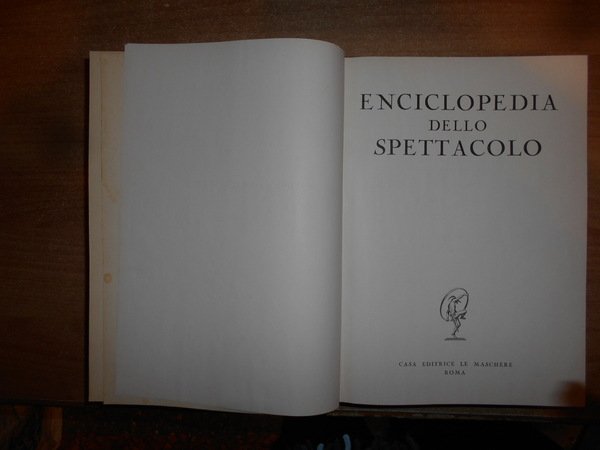 ENCICLOPEDIA
DELLO
SPETTACOLO
CASA EDITRICE LE MASCHERE
ROMA